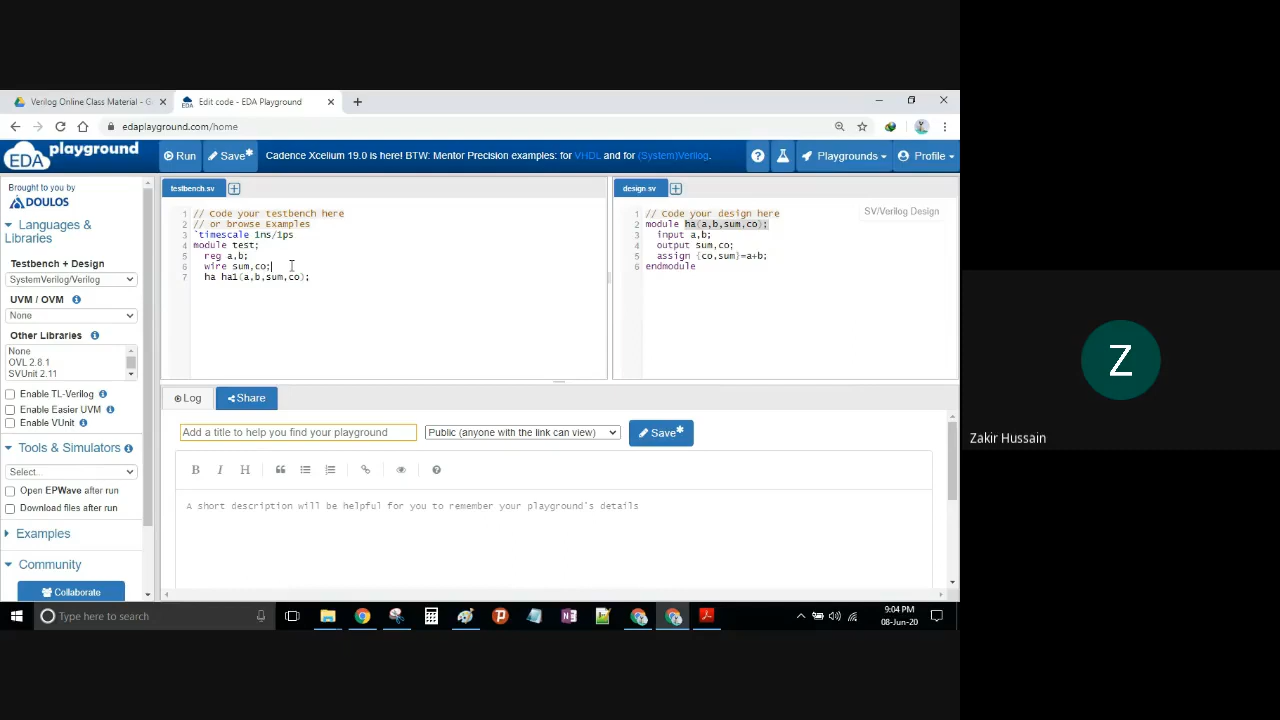 Verilog Online Class Material - G
Edit code - EDA Playground
edaplayground.com/home
EDA playground
Run
Save*
Cadence Xcelium 19.0 is here! BTW: Mentor Precision examples: for VHDL and for (System)Verilog.
Playgrounds
Profile
Brought to you by
DOULOS
Languages &
Libraries
Testbench + Design
SystemVerilog/Verilog
UVM / OVM
None
Other Libraries
None
OVL 2.8.1
SVUnit 2.11
Enable TL-Verilog
Enable Easier UVM
Enable VUnit
Tools & Simulators
Select...
Open EPWave after run
Download files after run
Examples
Community
Collaborate
testbench.sv
1 // Code your testbench here
2 // or browse Examples
3 `timescale 1ns/1ps
4 module test;
5 reg a,b;
6 wire sum,co;
7 ha ha1(a,b,sum,co);
design.sv
SV/Verilog Design
1 // Code your design here
2 module ha(a,b,sum,co);
3 input a,b;
4 output sum,co;
5 assign {co,sum}=a+b;
6 endmodule
Log
Share
Add a title to help you find your playground
Public (anyone with the link can view)
Save*
B I H
A short description will be helpful for you to remember your playground's details
Z
Zakir Hussain
Type here to search
9:04 PM
08-Jun-20